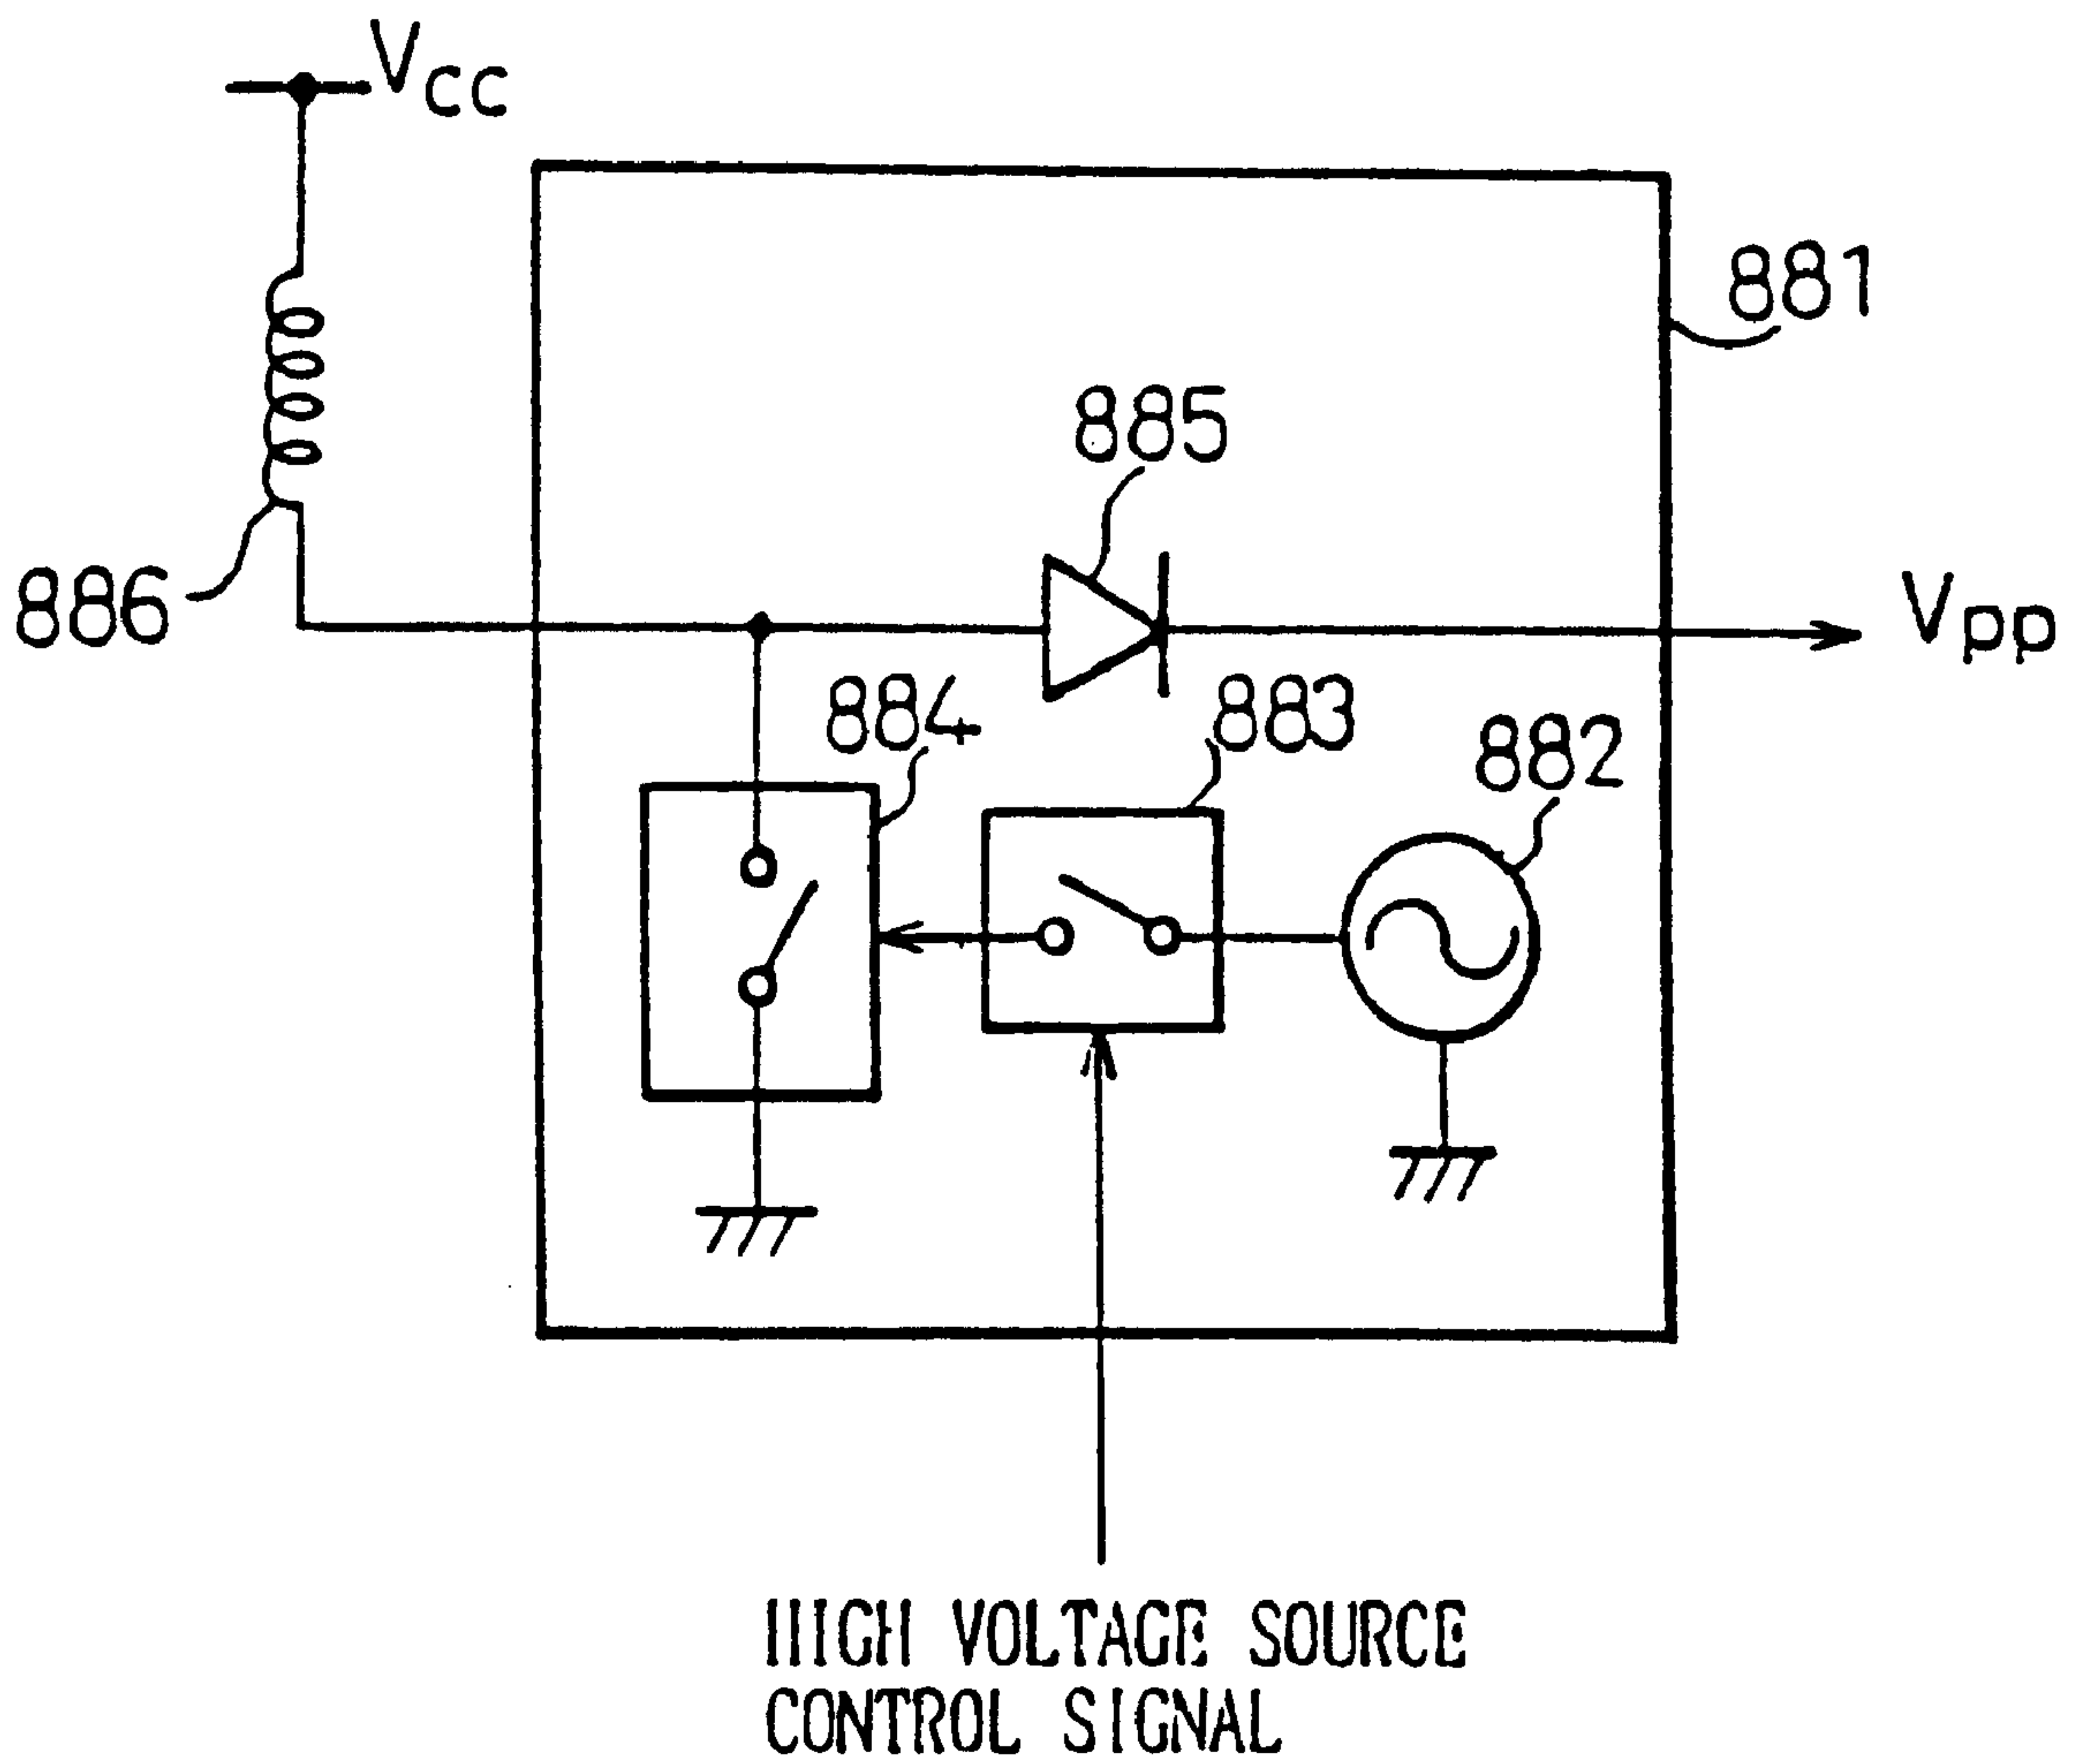 Vcc
881
885
886
Vpp
884
883
882
HIGH VOLTAGE SOURCE
CONTROL SIGNAL